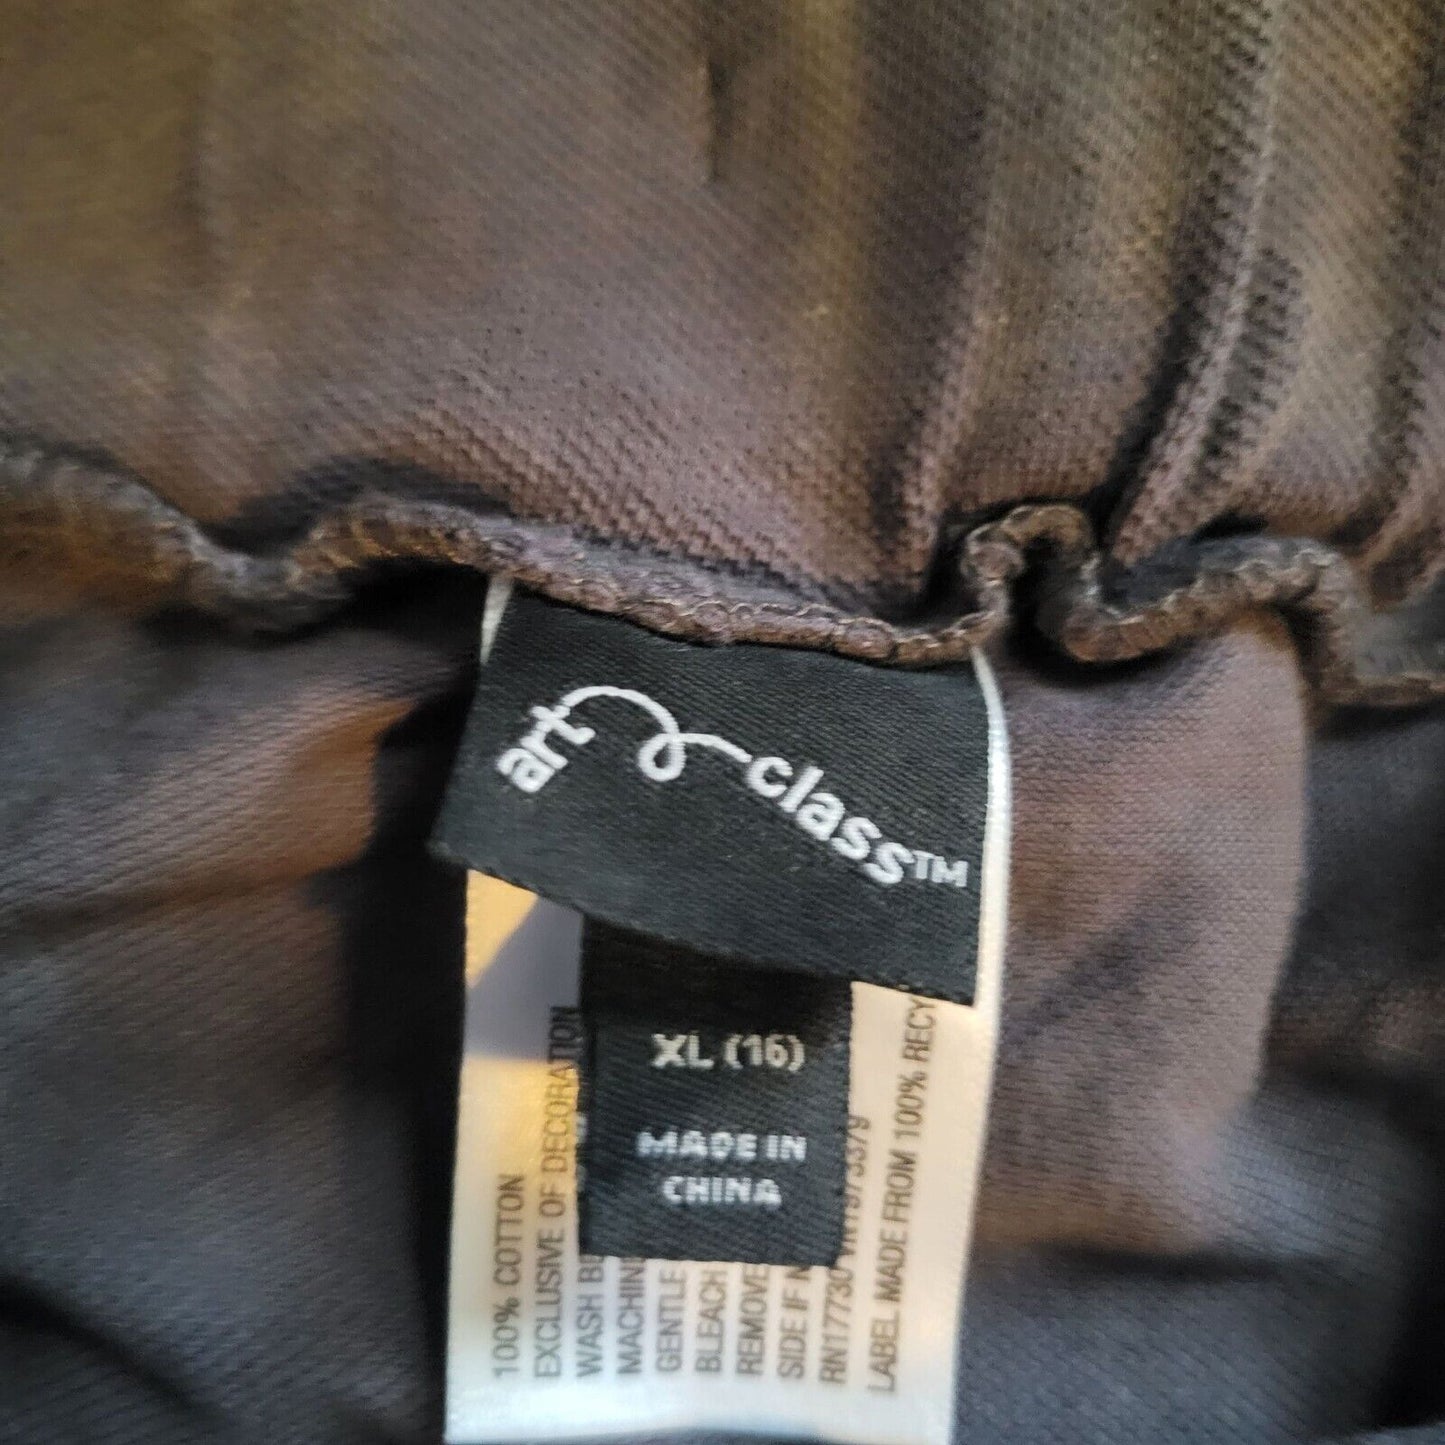 art class™
XL (16)
MADE IN
CHINA
100% COTTON
EXCLUSIVE OF DECORATION
WASH
MACHIN
GENTLE
BLEACH
REMOVE
SIDE IF
RN17730
LABEL MADE FROM 100% RECY